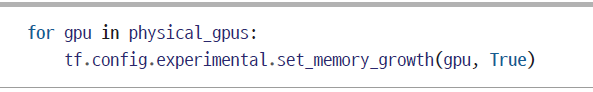 for gpu in physical_gpus:
    tf.config.experimental.set_memory_growth(gpu, True)